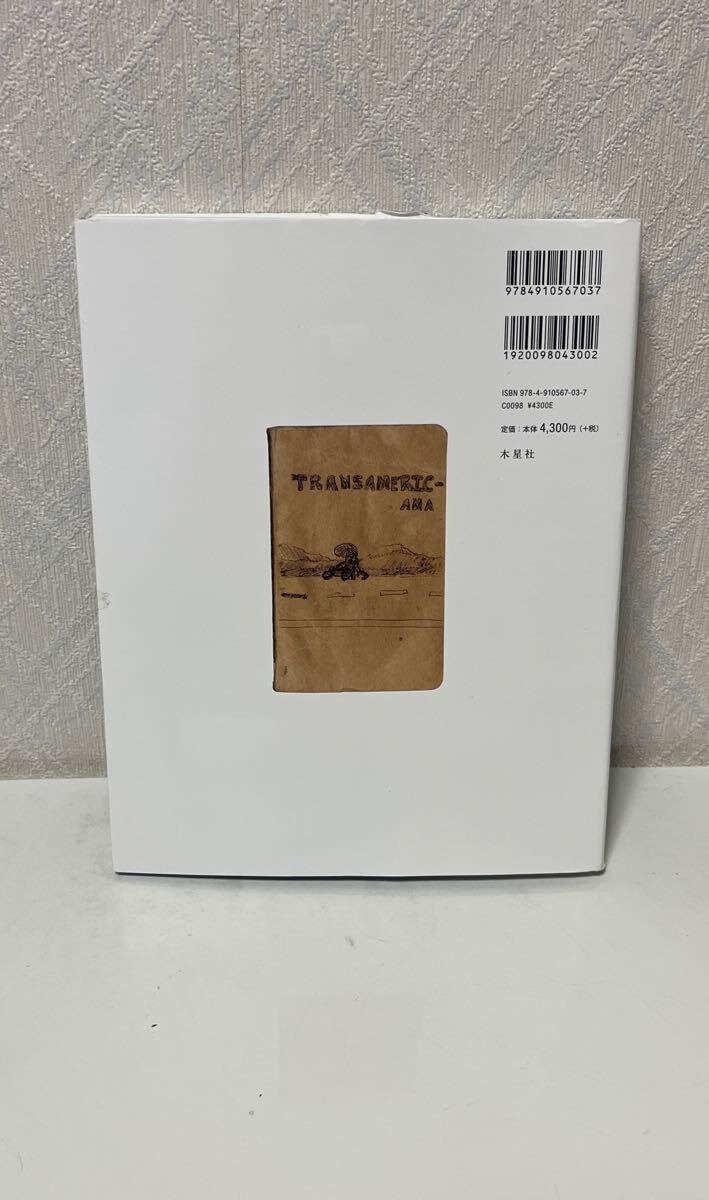 9784910567037
1920098043002
ISBN 978-4-910567-03-7
C0098 ¥4300E
定価：本体4,300円（+税）
木星社
TRANSAMERIC-
ANA